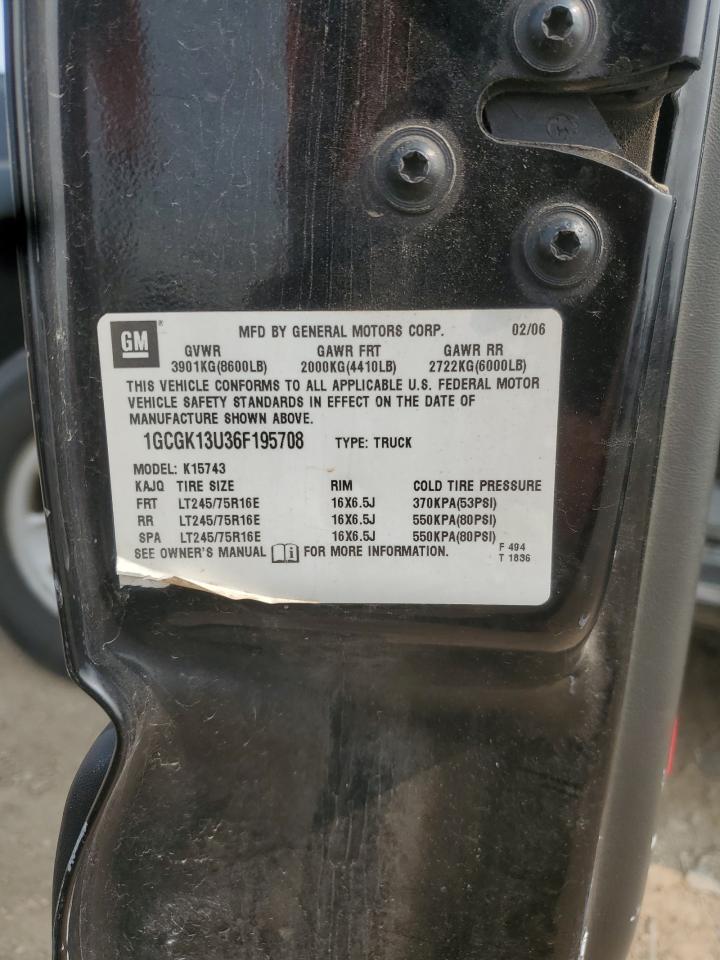 GM ® MFD BY GENERAL MOTORS CORP. 02/06
GVWR GAWR FRT GAWR RR
3901KG(8600LB) 2000KG(4410LB) 2722KG(6000LB)
THIS VEHICLE CONFORMS TO ALL APPLICABLE U.S. FEDERAL MOTOR
VEHICLE SAFETY STANDARDS IN EFFECT ON THE DATE OF
MANUFACTURE SHOWN ABOVE.
1GCGK13U36F195708 TYPE: TRUCK
MODEL: K15743
KAJQ TIRE SIZE RIM COLD TIRE PRESSURE
FRT LT245/75R16E 16X6.5J 370KPA(53PSI)
RR LT245/75R16E 16X6.5J 550KPA(80PSI)
SPA LT245/75R16E 16X6.5J 550KPA(80PSI)
SEE OWNER'S MANUAL i FOR MORE INFORMATION. F 494
T 1836